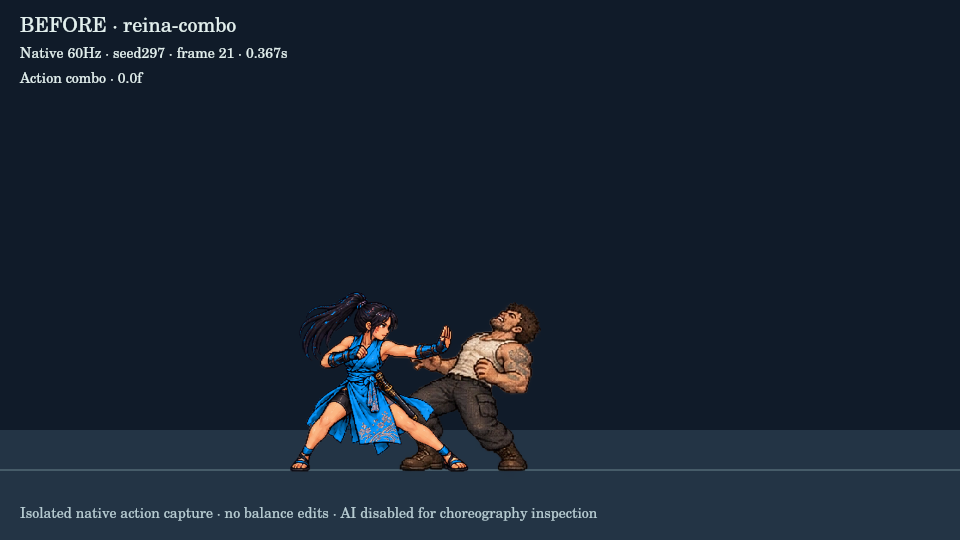 BEFORE · reina-combo
Native 60Hz · seed297 · frame 21 · 0.367s
Action combo · 0.0f
Isolated native action capture · no balance edits · AI disabled for choreography inspection